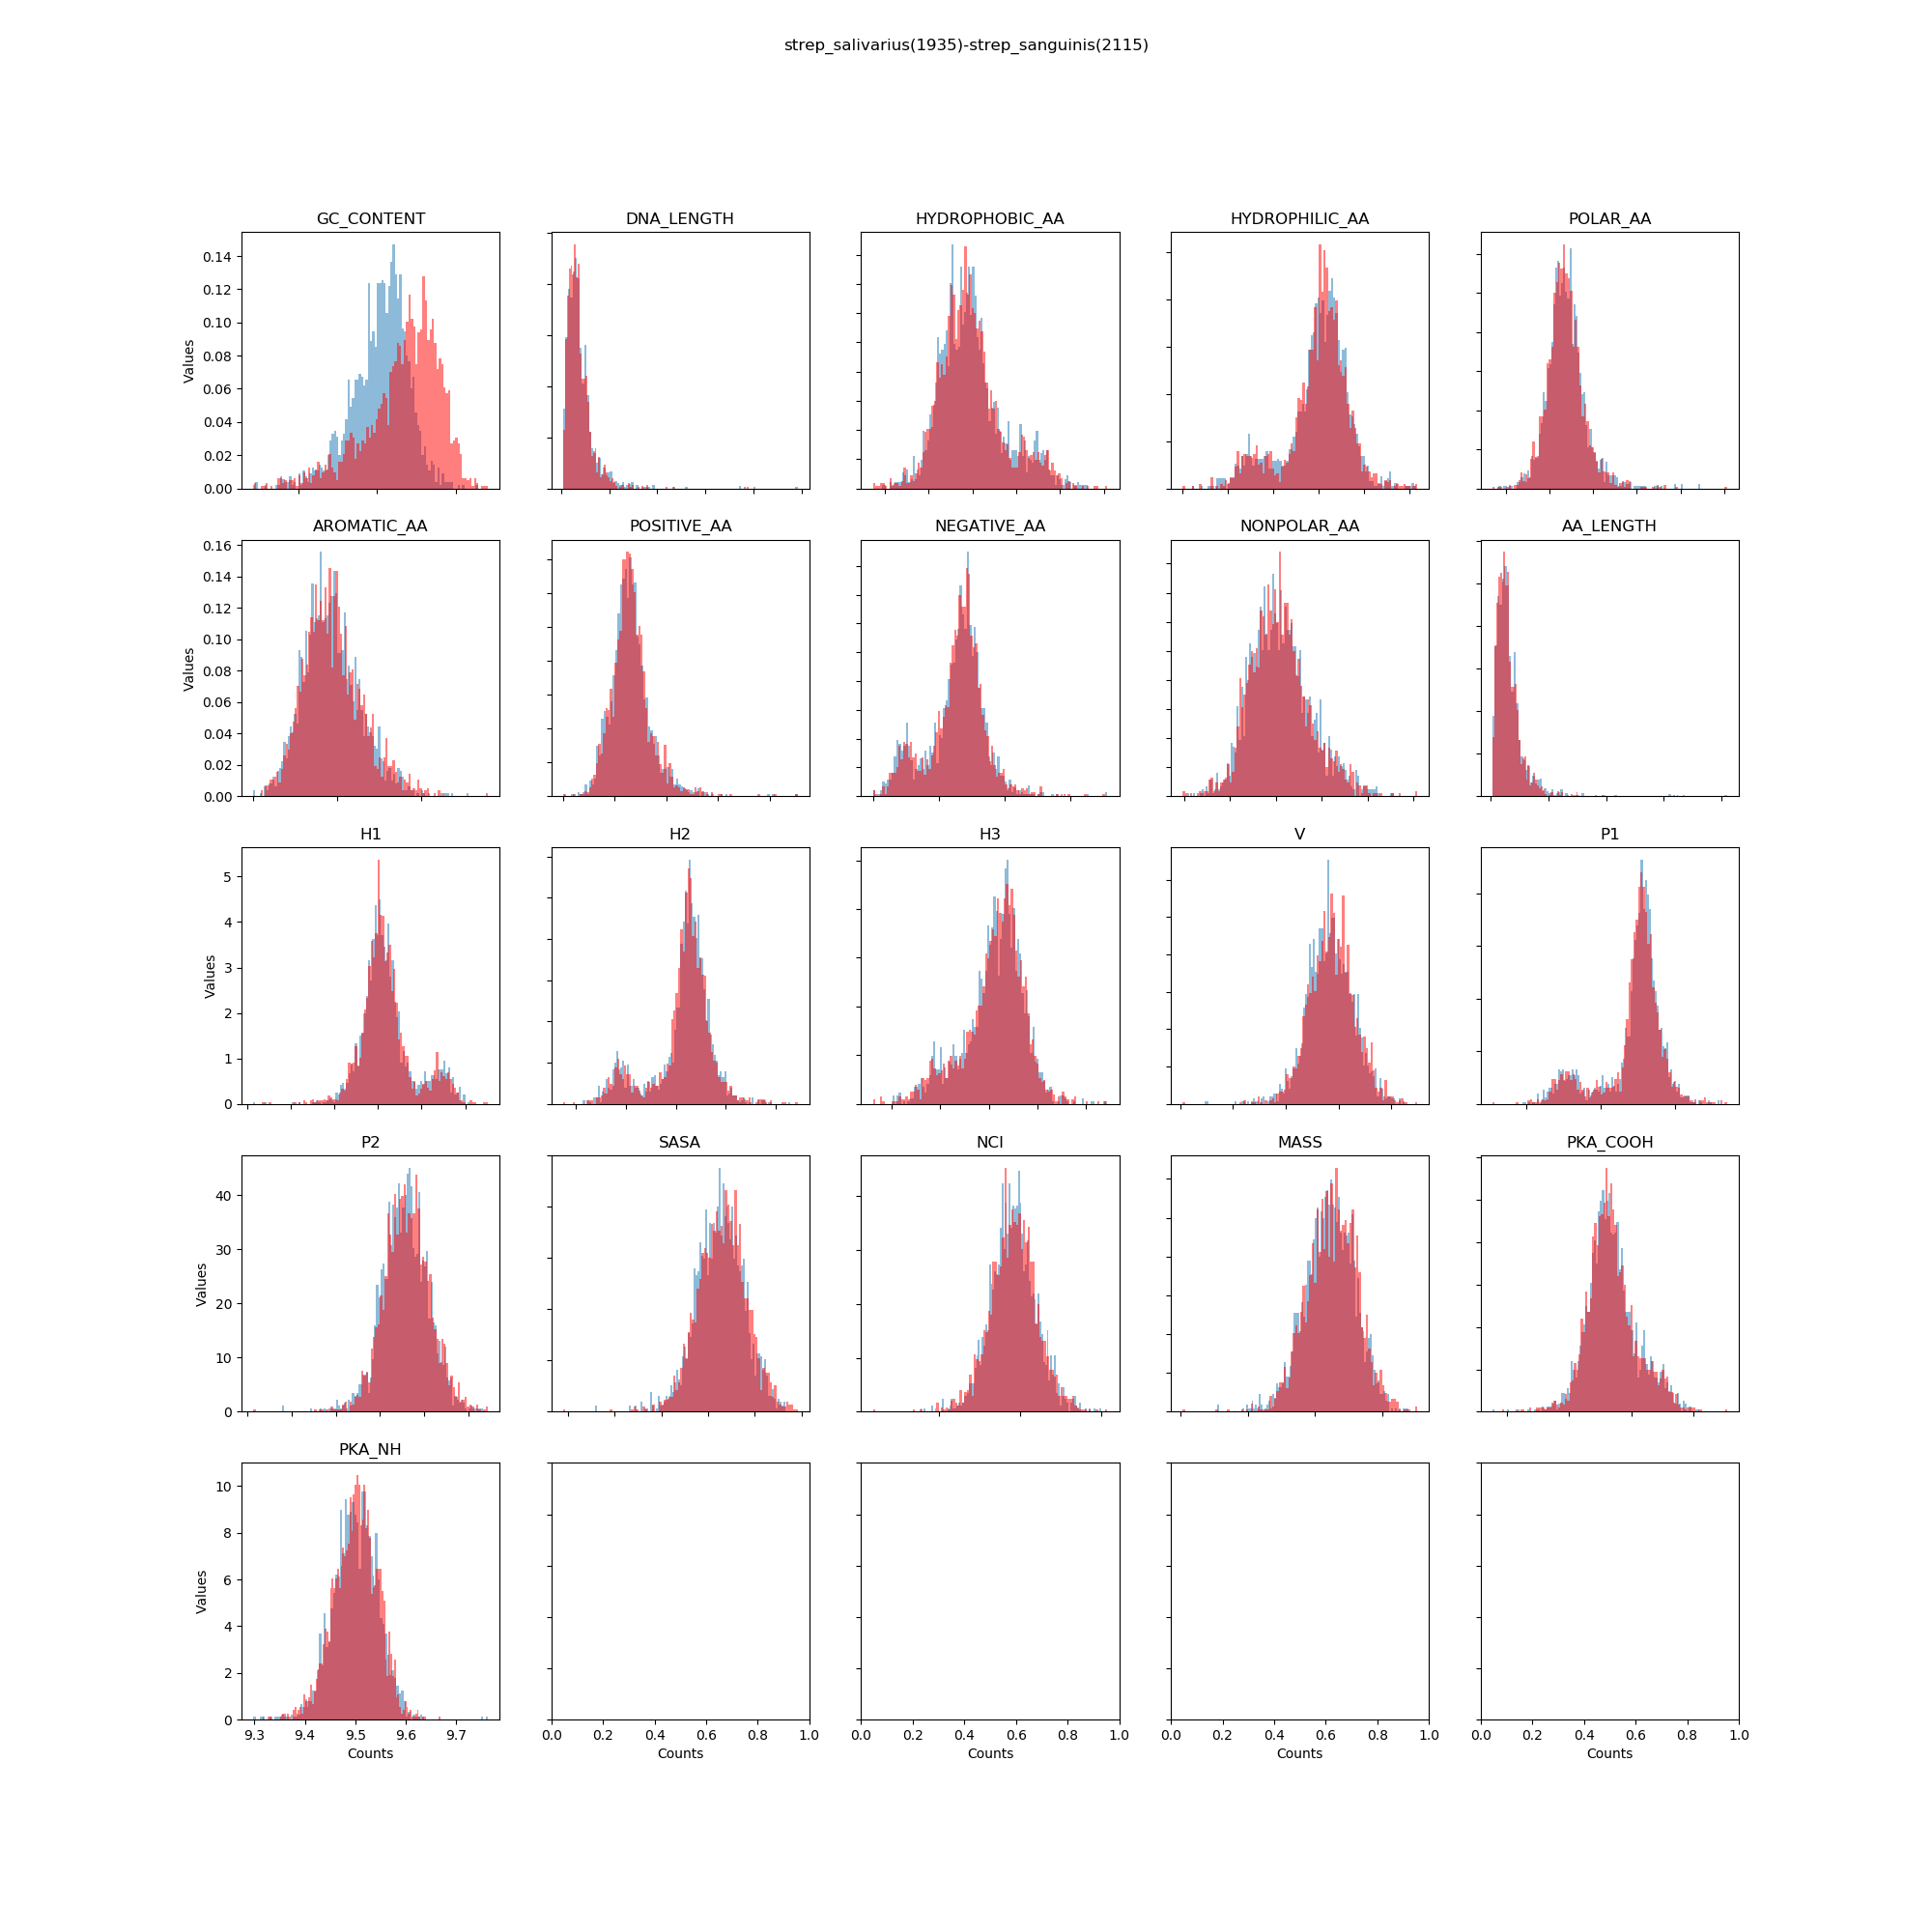 strep_salivarius(1935)-strep_sanguinis(2115)
GC_CONTENT DNA_LENGTH HYDROPHOBIC_AA HYDROPHILIC_AA POLAR_AA
0.14
0.12
0.10
0.08
0.06
0.04
0.02
0.00
Values
AROMATIC_AA POSITIVE_AA NEGATIVE_AA NONPOLAR_AA AA_LENGTH
0.16
0.14
0.12
0.10
0.08
0.06
0.04
0.02
0.00
Values
H1 H2 H3 V P1
5
4
3
2
1
0
Values
P2 SASA NCI MASS PKA_COOH
40
30
20
10
0
Values
PKA_NH
10
8
6
4
2
0
Values
9.3 9.4 9.5 9.6 9.7 0.0 0.2 0.4 0.6 0.8 1.0 0.0 0.2 0.4 0.6 0.8 1.0 0.0 0.2 0.4 0.6 0.8 1.0 0.0 0.2 0.4 0.6 0.8 1.0
Counts Counts Counts Counts Counts